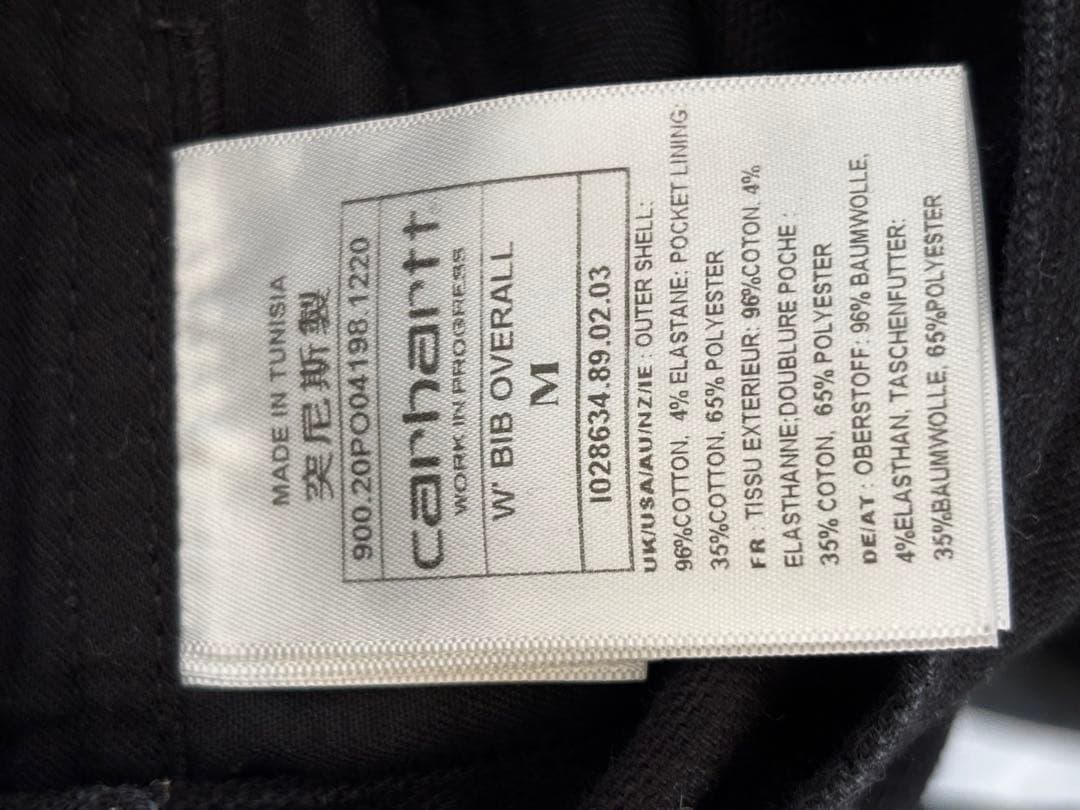 MADE IN TUNISIA
突尼斯製
900.20PO04198.1220
carhartt
WORK IN PROGRESS
W' BIB OVERALL
M
I028634.89.02.03
UK/USA/AU/NZ/IE : OUTER SHELL:
96%COTTON, 4% ELASTANE; POCKET LINING:
35%COTTON, 65% POLYESTER
FR : TISSU EXTERIEUR: 96%COTON, 4%
ELASTHANNE;DOUBLURE POCHE :
35% COTON, 65% POLYESTER
DE/AT : OBERSTOFF: 96% BAUMWOLLE,
4%ELASTHAN, TASCHENFUTTER:
35%BAUMWOLLE, 65%POLYESTER